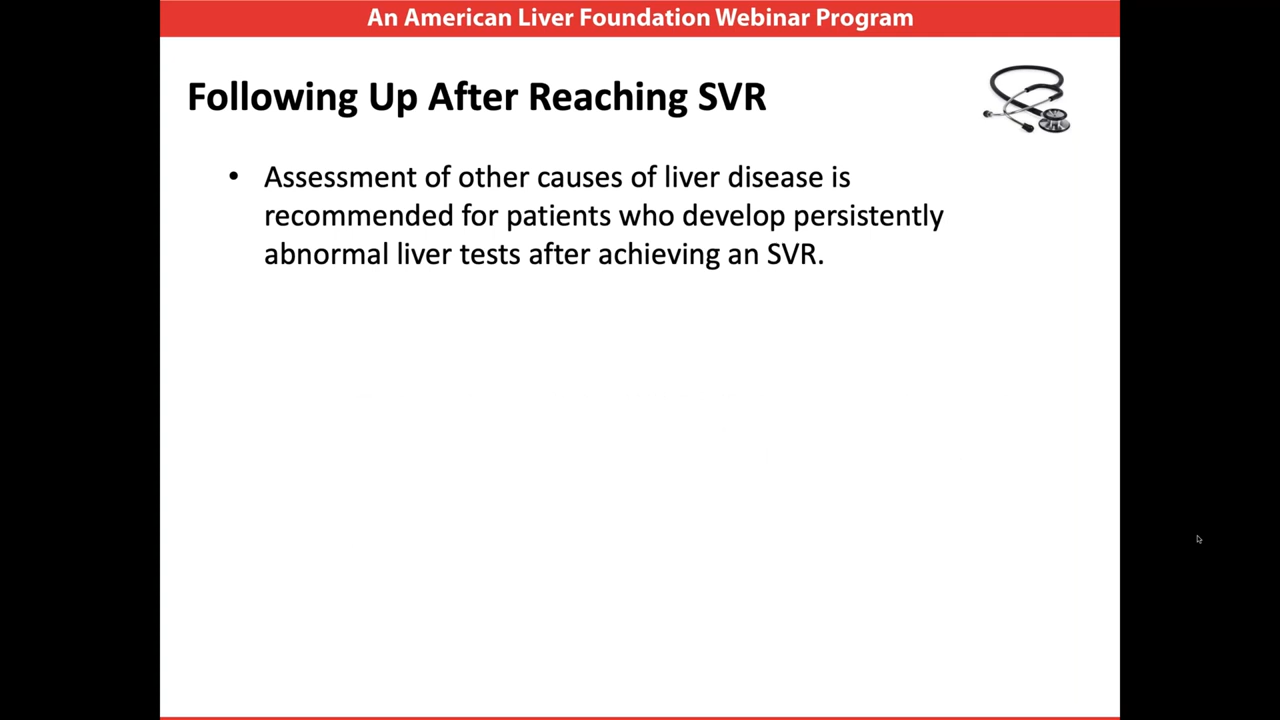 An American Liver Foundation Webinar Program
Following Up After Reaching SVR
• Assessment of other causes of liver disease is
recommended for patients who develop persistently
abnormal liver tests after achieving an SVR.